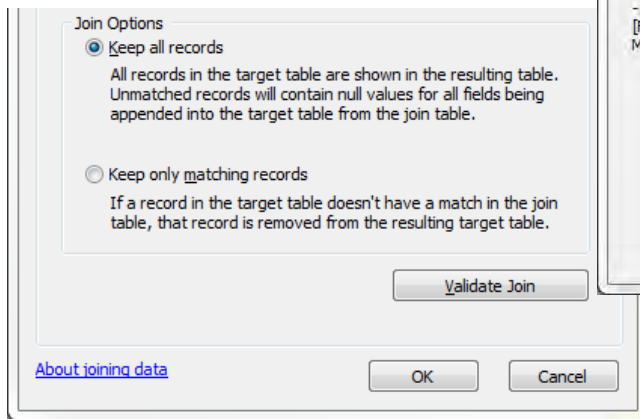 Join Options
Keep all records
All records in the target table are shown in the resulting table.
Unmatched records will contain null values for all fields being
appended into the target table from the join table.
Keep only matching records
If a record in the target table doesn't have a match in the join
table, that record is removed from the resulting target table.
Validate Join
About joining data
OK
Cancel